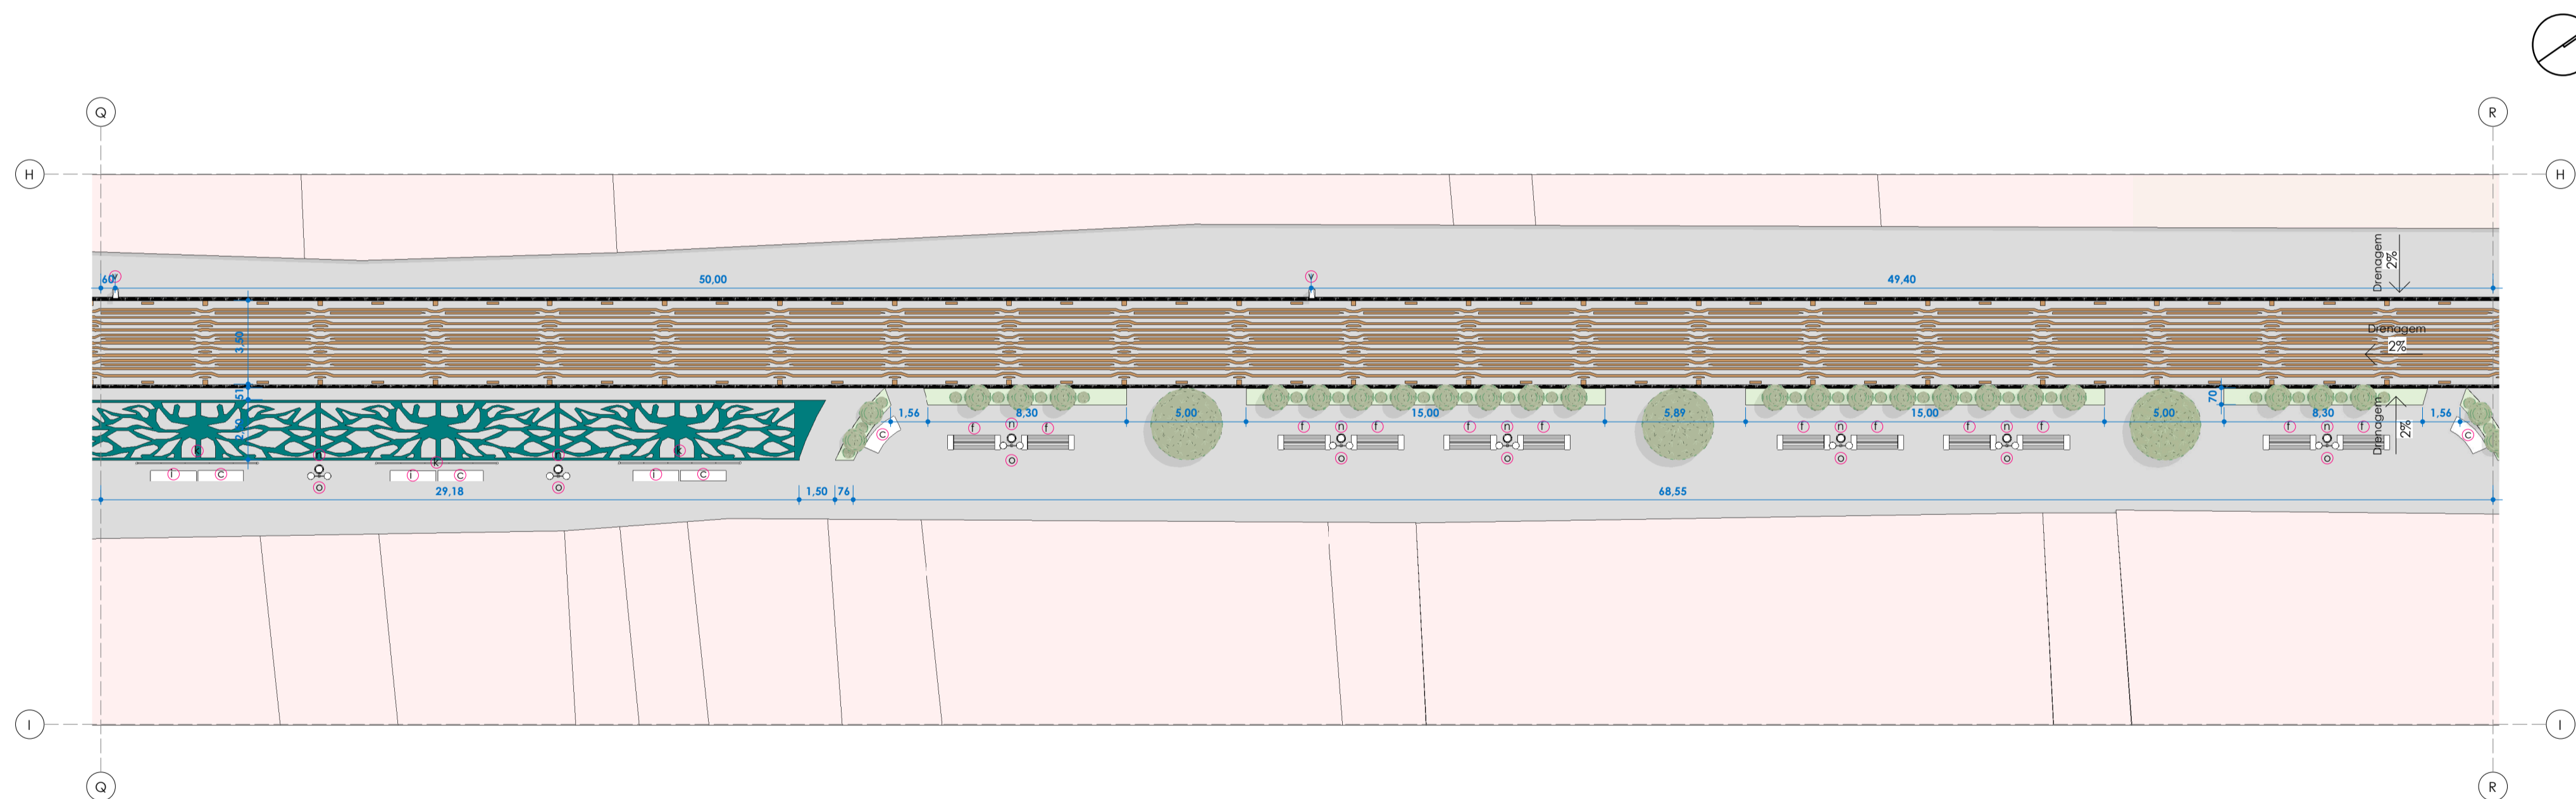 Q
R
H
H
v
v
60
50,00
49,40
Drenagem
2%
3,50
Drenagem
2%
51
1,56
8,30
5,00
15,00
5,89
15,00
5,00
70
8,30
1,56
Drenagem
2%
c
f
n
f
f
n
f
f
n
f
f
n
f
f
n
f
f
n
f
c
o
o
o
o
o
o
k
k
k
i
c
i
c
i
c
o
o
29,18
1,50
76
68,55
I
I
Q
R